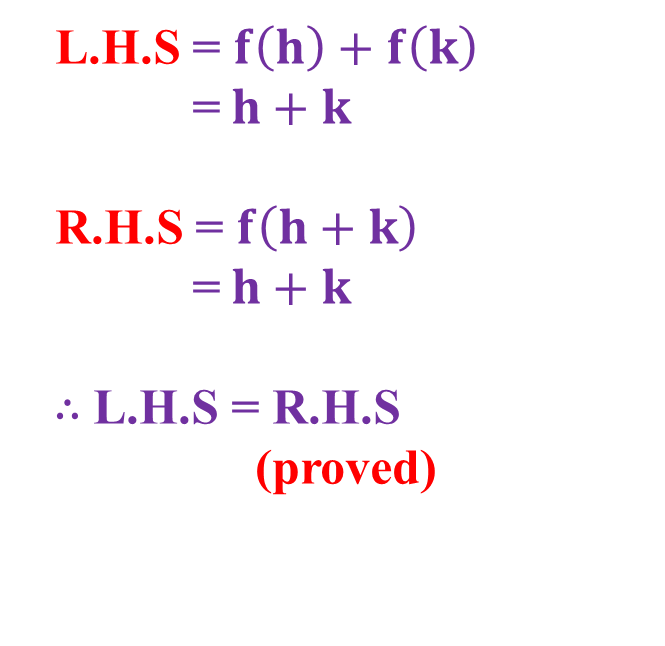 L.H.S = f(h) + f(k)
= h + k
R.H.S = f(h + k)
= h + k
∴ L.H.S = R.H.S
(proved)